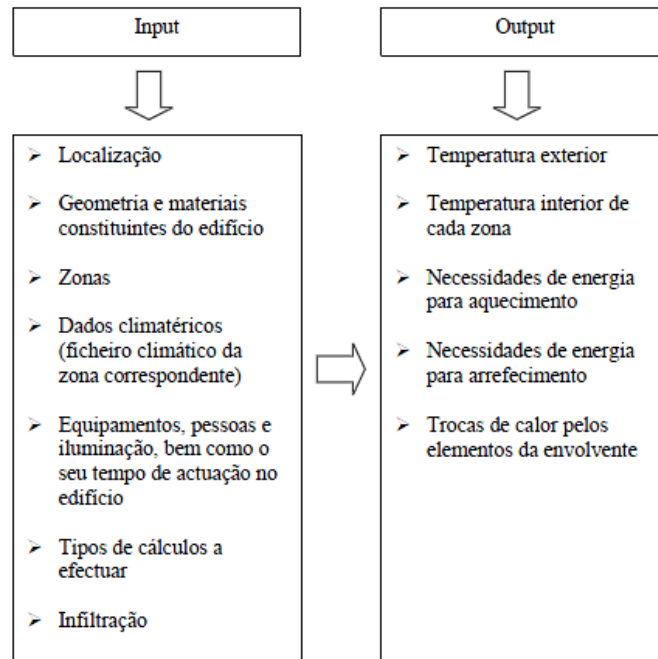 Input
Output
Localização
Geometria e materiais
constituintes do edifício
Zonas
Dados climatéricos
(ficheiro climático da
zona correspondente)
Equipamentos, pessoas e
iluminação, bem como o
seu tempo de actuação no
edifício
Tipos de cálculos a
efectuar
Infiltração
Temperatura exterior
Temperatura interior de
cada zona
Necessidades de energia
para aquecimento
Necessidades de energia
para arrefecimento
Trocas de calor pelos
elementos da envolvente